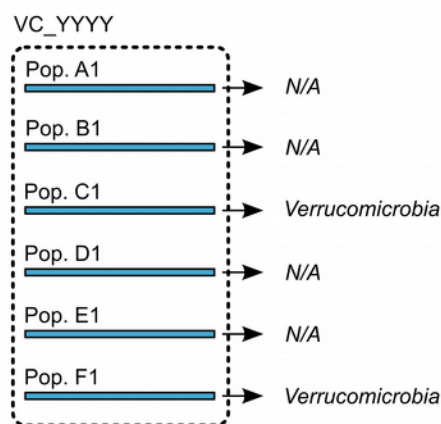 VC_YYYY
Pop. A1
N/A
Pop. B1
N/A
Pop. C1
Verrucomicrobia
Pop. D1
N/A
Pop. E1
N/A
Pop. F1
Verrucomicrobia